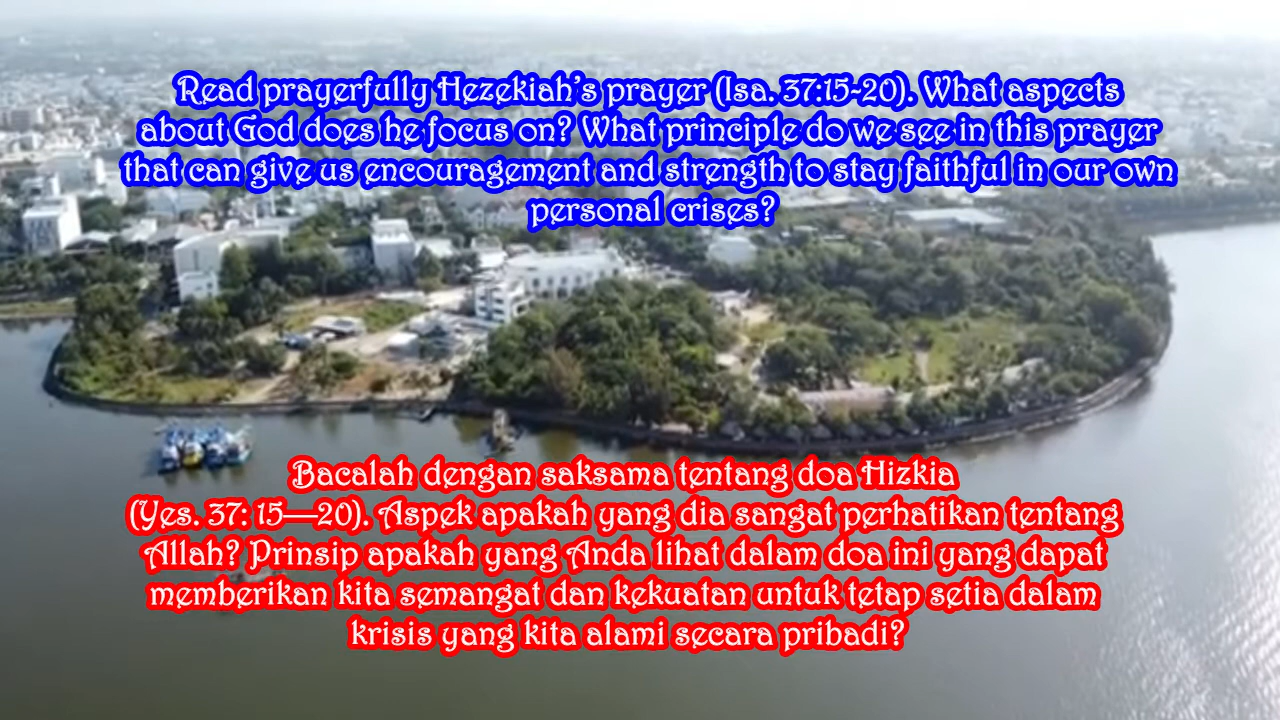 Read prayerfully Hezekiah's prayer (Isa. 37:15-20). What aspects
about God does he focus on? What principle do we see in this prayer
that can give us encouragement and strength to stay faithful in our own
personal crises?
Bacalah dengan saksama tentang doa Hizkia
(Yes. 37: 15—20). Aspek apakah yang dia sangat perhatikan tentang
Allah? Prinsip apakah yang Anda lihat dalam doa ini yang dapat
memberikan kita semangat dan kekuatan untuk tetap setia dalam
krisis yang kita alami secara pribadi?